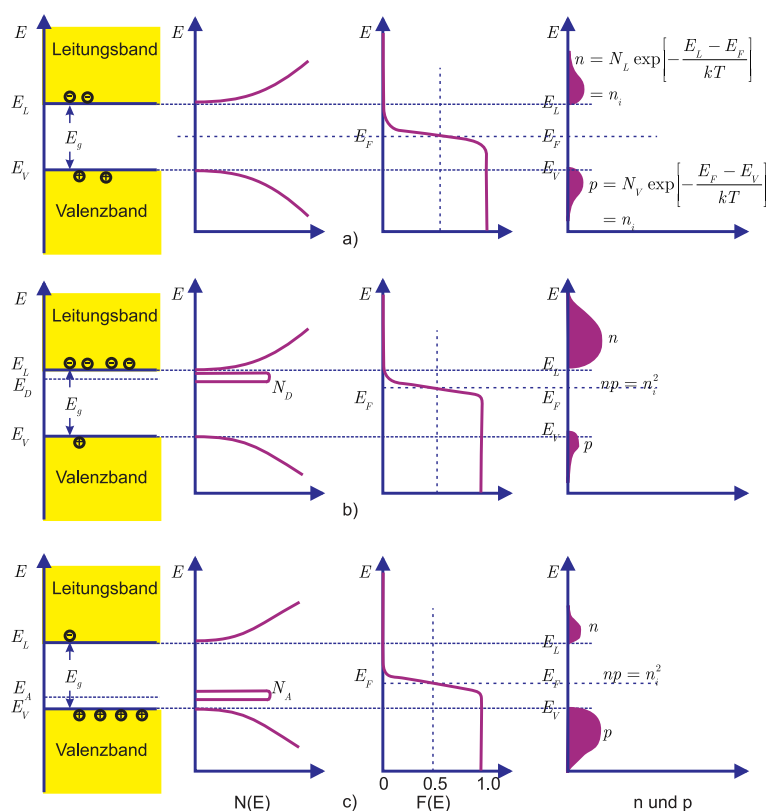 E E E E
Leitungsband
n = N_L exp[-(E_L - E_F)/kT]
= n_i
E_L E_L
E_g
E_F E_F
E_V E_V
p = N_V exp[-(E_F - E_V)/kT]
= n_i
Valenzband
a)
E E E E
Leitungsband
n
E_L E_L
E_D
N_D
np = n_i^2
E_g
E_F E_F
E_V E_V
p
Valenzband
b)
E E E E
Leitungsband
n
E_L E_L
E_g
E_F E_F
np = n_i^2
E_A
N_A
E_V E_V
p
Valenzband
0 0.5 1.0
N(E) c) F(E) n und p